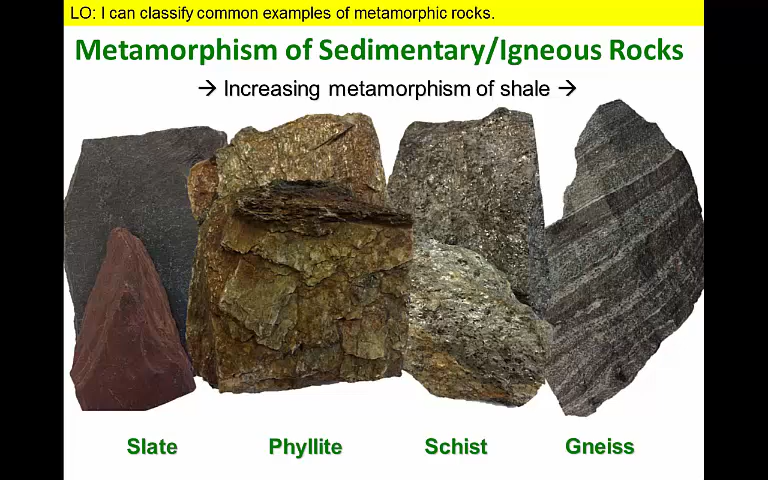 LO: I can classify common examples of metamorphic rocks.
Metamorphism of Sedimentary/Igneous Rocks
→ Increasing metamorphism of shale →
Slate Phyllite Schist Gneiss